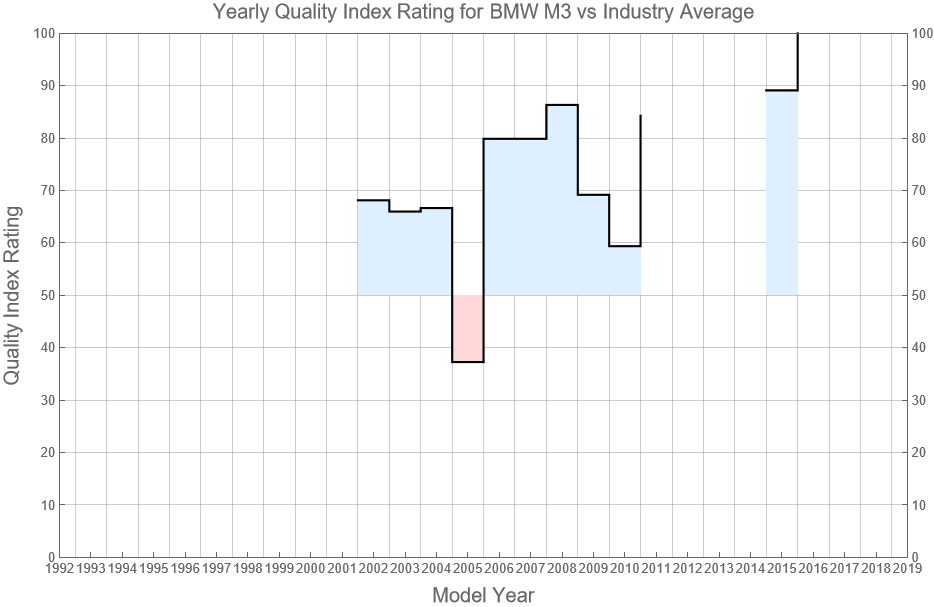 Yearly Quality Index Rating for BMW M3 vs Industry Average
100 100
90 90
80 80
70 70
60 60
50 50
40 40
30 30
20 20
10 10
0 0
Quality Index Rating
1992 1993 1994 1995 1996 1997 1998 1999 2000 2001 2002 2003 2004 2005 2006 2007 2008 2009 2010 2011 2012 2013 2014 2015 2016 2017 2018 2019
Model Year